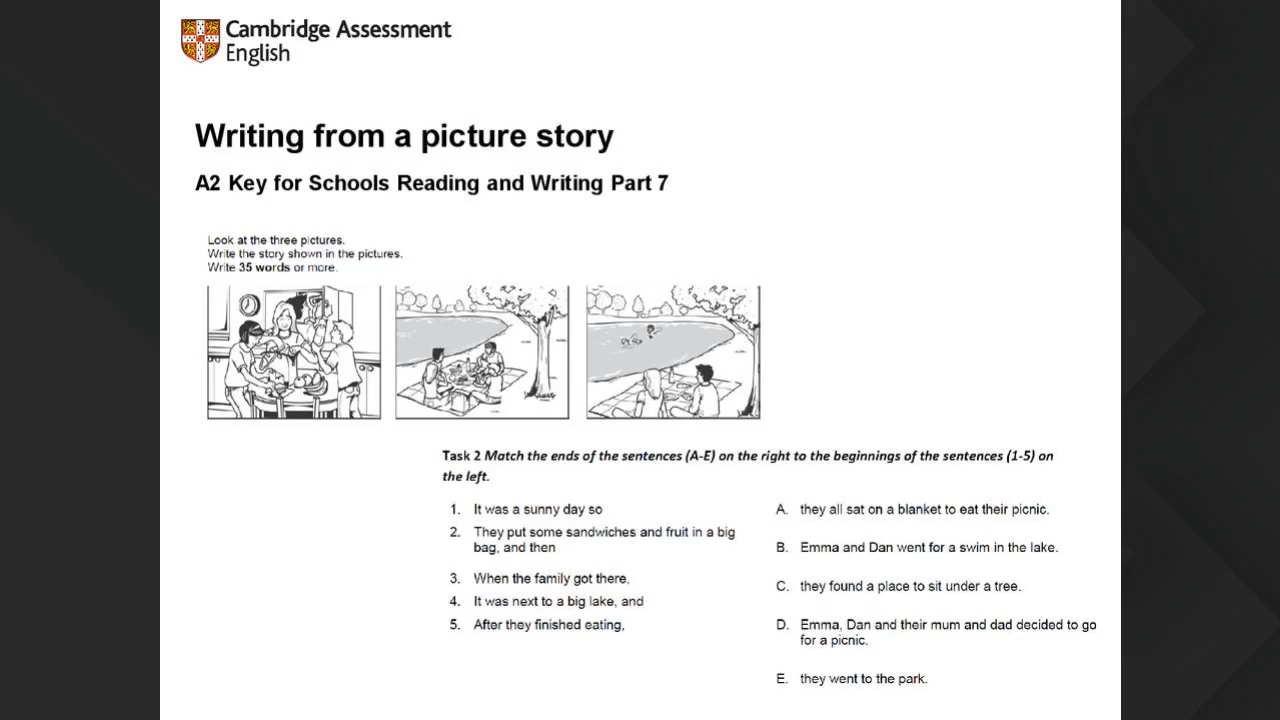 Cambridge Assessment
English
Writing from a picture story
A2 Key for Schools Reading and Writing Part 7
Look at the three pictures.
Write the story shown in the pictures.
Write 35 words or more.
Task 2 Match the ends of the sentences (A-E) on the right to the beginnings of the sentences (1-5) on
the left.
1. It was a sunny day so
2. They put some sandwiches and fruit in a big
bag, and then
3. When the family got there,
4. It was next to a big lake, and
5. After they finished eating,
A. they all sat on a blanket to eat their picnic.
B. Emma and Dan went for a swim in the lake.
C. they found a place to sit under a tree.
D. Emma, Dan and their mum and dad decided to go
for a picnic.
E. they went to the park.